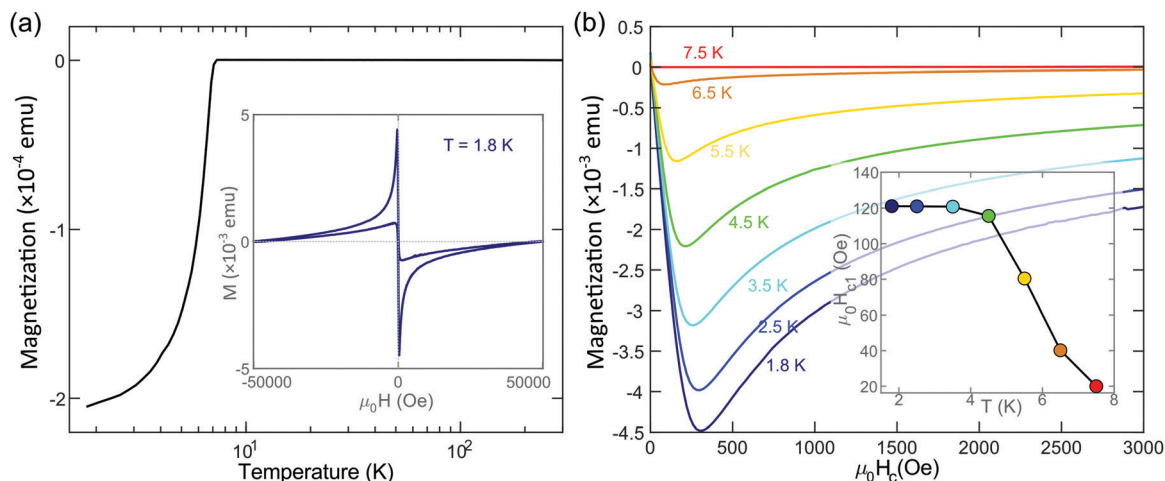 (a)
Magnetization (×10⁻⁴ emu)
0
-1
-2
10¹
10²
Temperature (K)
M (×10⁻³ emu)
5
0
-5
-50000
0
50000
μ₀H (Oe)
T = 1.8 K
(b)
Magnetization (×10⁻³ emu)
0
-0.5
-1
-1.5
-2
-2.5
-3
-3.5
-4
-4.5
0
500
1000
1500
2000
2500
3000
μ₀H_c(Oe)
7.5 K
6.5 K
5.5 K
4.5 K
3.5 K
2.5 K
1.8 K
μ₀H_c1 (Oe)
140
120
100
80
60
40
20
2
4
6
8
T (K)